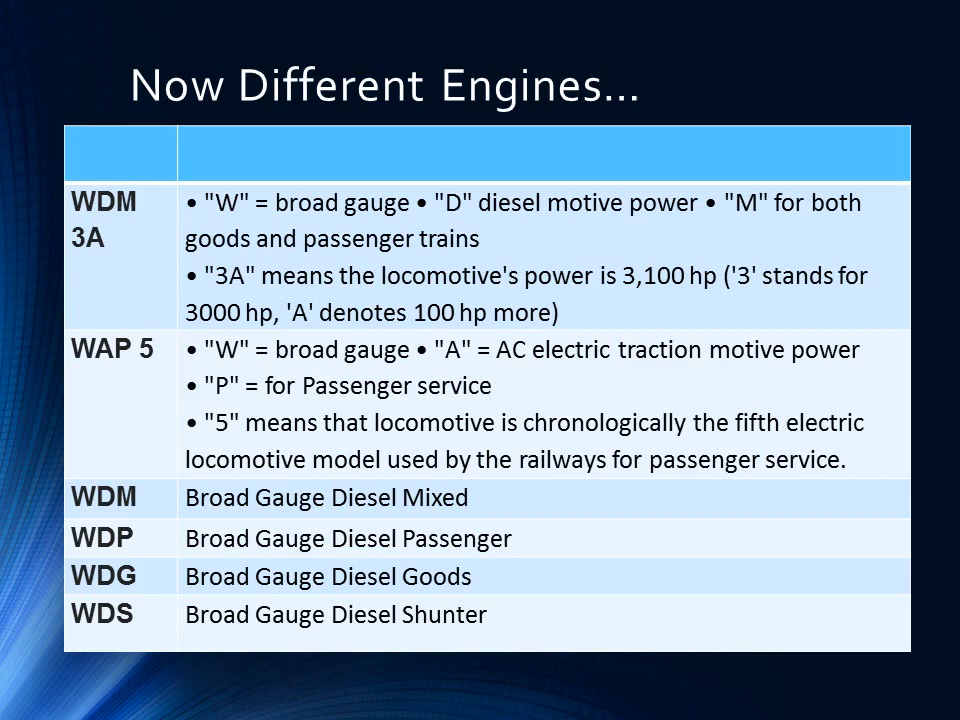 Now Different Engines...
WDM
3A
• "W" = broad gauge • "D" diesel motive power • "M" for both
goods and passenger trains
• "3A" means the locomotive's power is 3,100 hp ('3' stands for
3000 hp, 'A' denotes 100 hp more)
WAP 5
• "W" = broad gauge • "A" = AC electric traction motive power
• "P" = for Passenger service
• "5" means that locomotive is chronologically the fifth electric
locomotive model used by the railways for passenger service.
WDM Broad Gauge Diesel Mixed
WDP Broad Gauge Diesel Passenger
WDG Broad Gauge Diesel Goods
WDS Broad Gauge Diesel Shunter